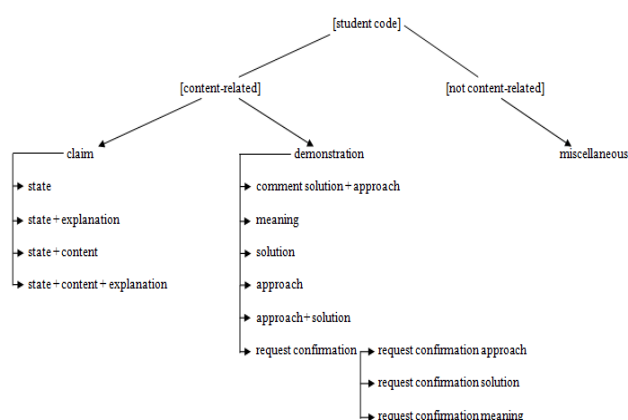 [student code]
[content-related]
[not content-related]
claim
demonstration
miscellaneous
state
comment solution + approach
state + explanation
meaning
state + content
solution
state + content + explanation
approach
approach+ solution
request confirmation
request confirmation approach
request confirmation solution
request confirmation meaning